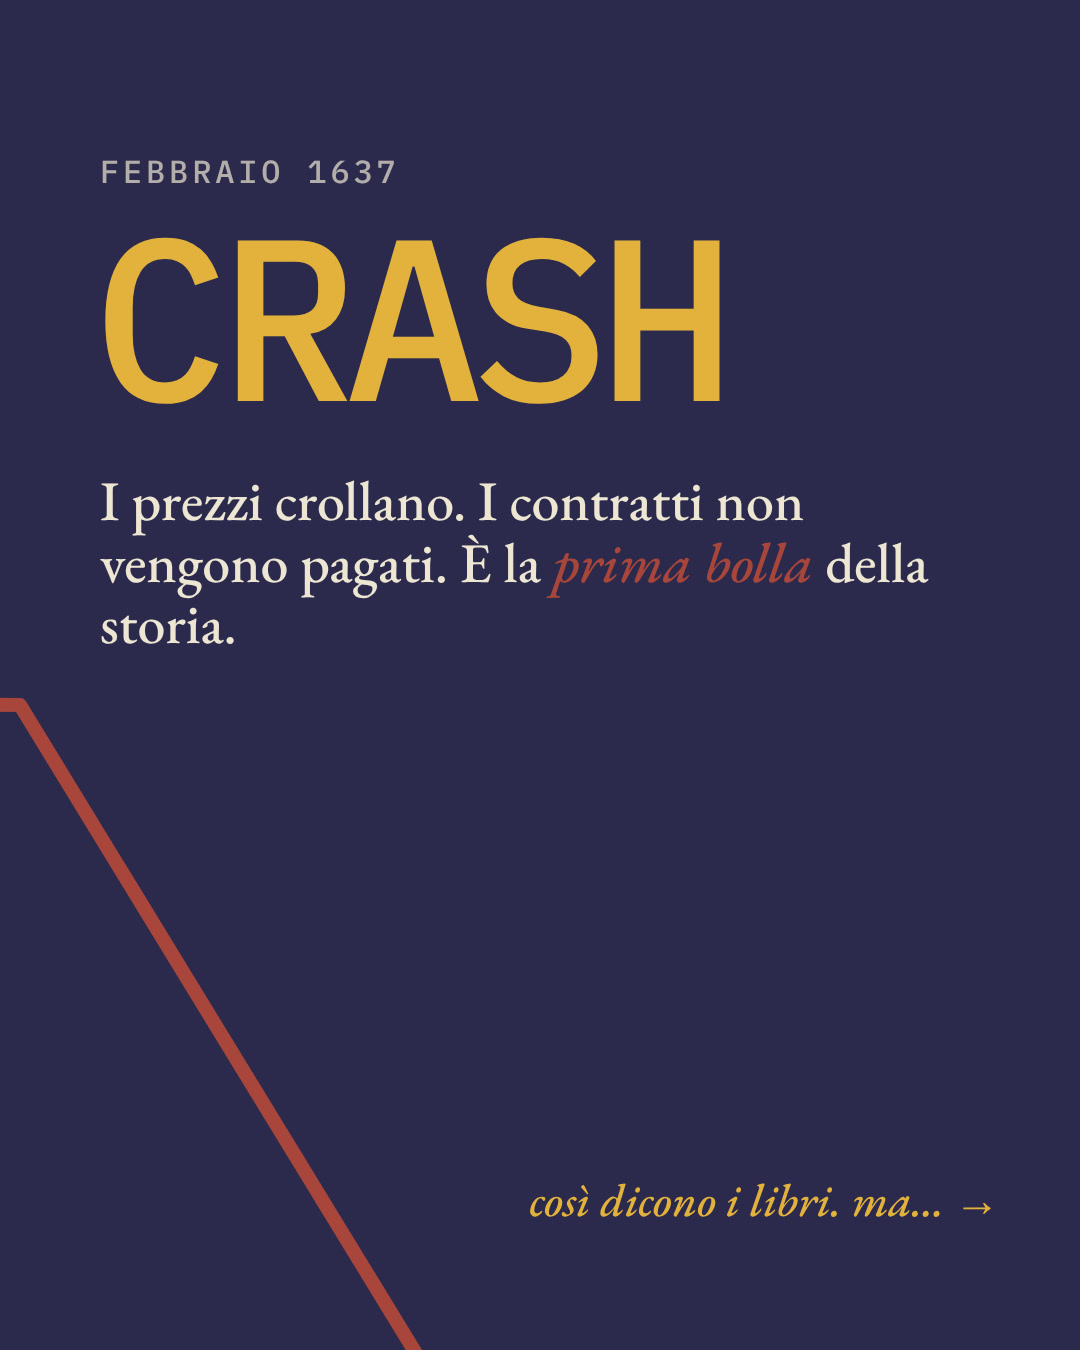 FEBBRAIO 1637
CRASH
I prezzi crollano. I contratti non
vengono pagati. È la prima bolla della
storia.
così dicono i libri. ma... →